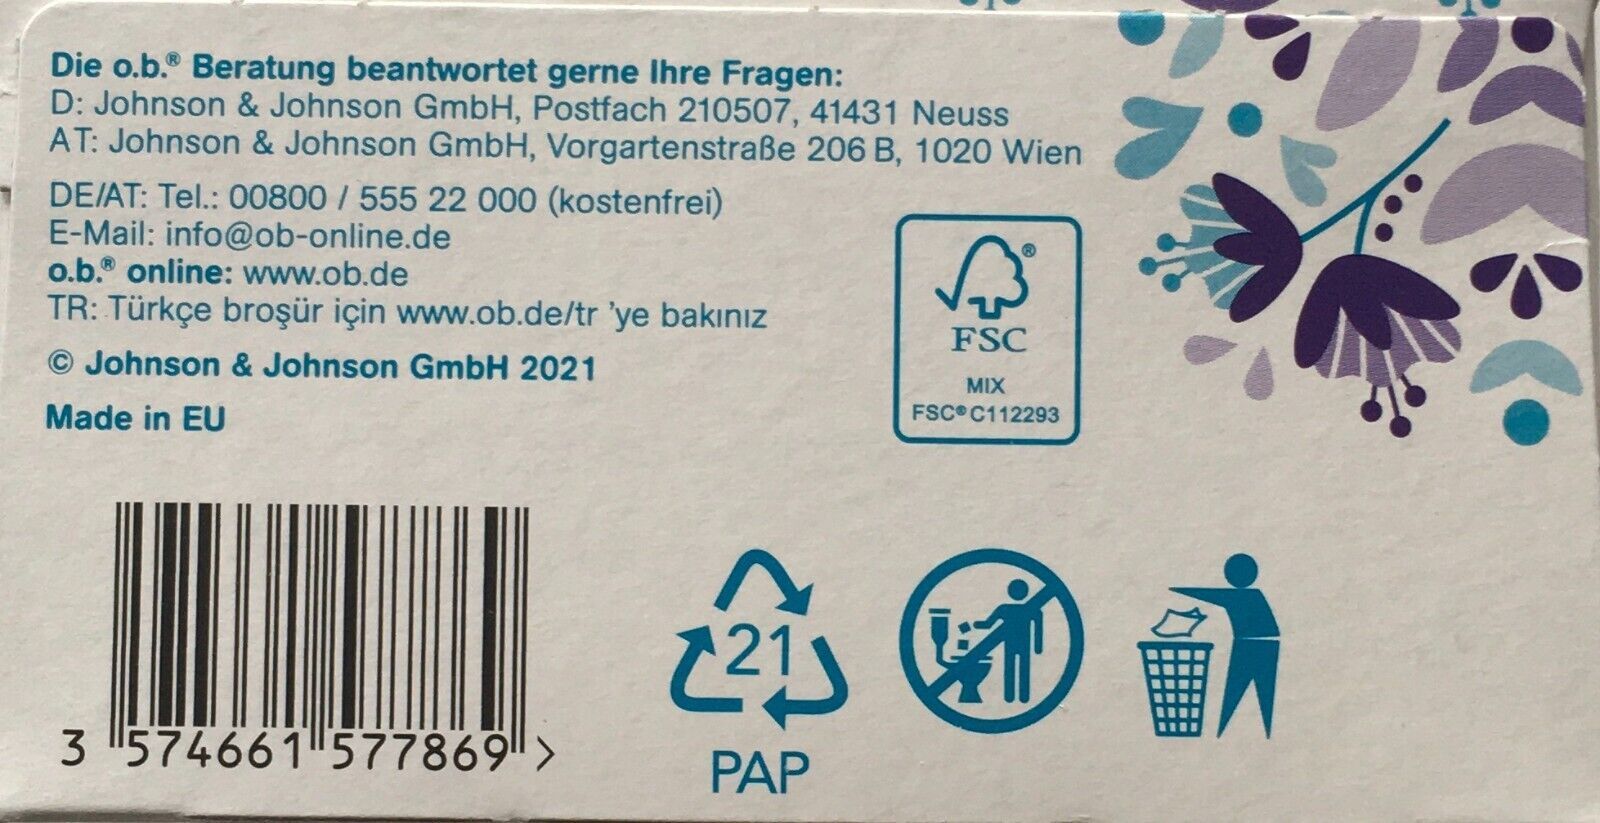 Die o.b.® Beratung beantwortet gerne Ihre Fragen:
D: Johnson & Johnson GmbH, Postfach 210507, 41431 Neuss
AT: Johnson & Johnson GmbH, Vorgartenstraße 206 B, 1020 Wien
DE/AT: Tel.: 00800 / 555 22 000 (kostenfrei)
E-Mail: info@ob-online.de
o.b.® online: www.ob.de
TR: Türkçe broşür için www.ob.de/tr 'ye bakınız
© Johnson & Johnson GmbH 2021
Made in EU
®
FSC
MIX
FSC® C112293
3 574661 577869 >
21
PAP